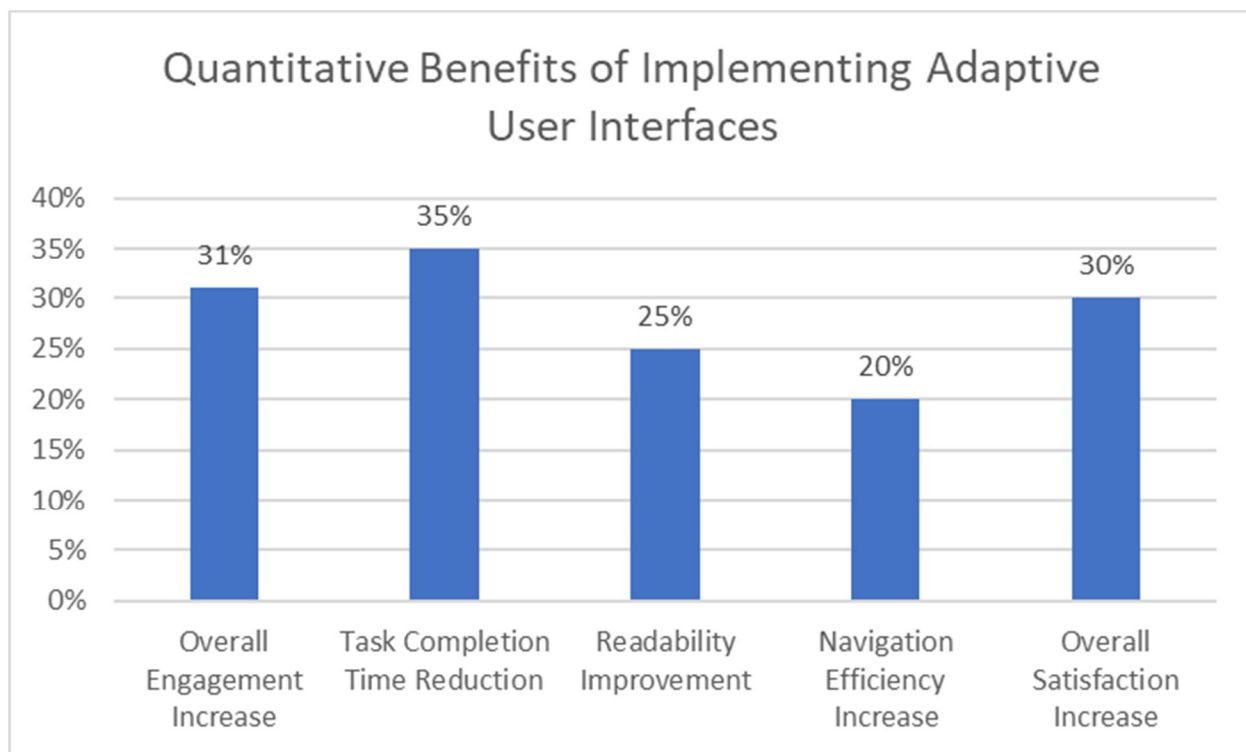 Quantitative Benefits of Implementing Adaptive
User Interfaces
40%
35%
30%
25%
20%
15%
10%
5%
0%
31%
35%
25%
20%
30%
Overall
Engagement
Increase
Task Completion
Time Reduction
Readability
Improvement
Navigation
Efficiency
Increase
Overall
Satisfaction
Increase